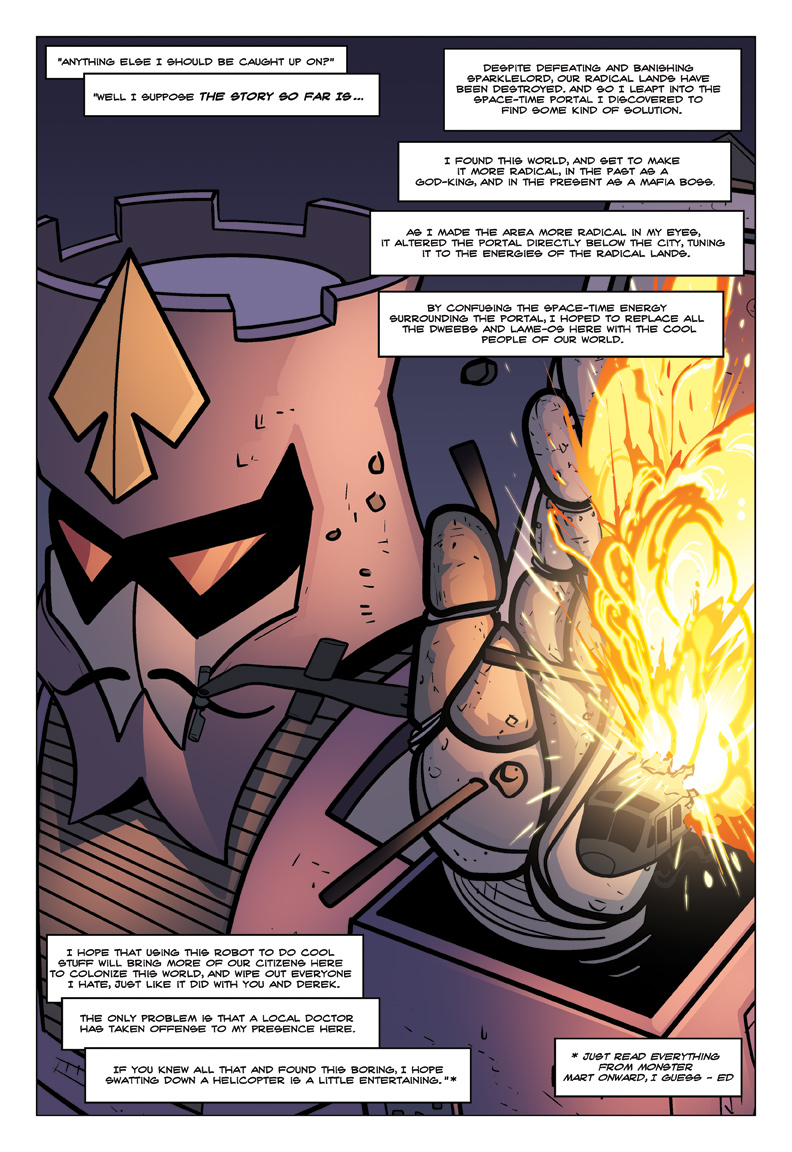 "ANYTHING ELSE I SHOULD BE CAUGHT UP ON?"
"WELL I SUPPOSE THE STORY SO FAR IS...
DESPITE DEFEATING AND BANISHING
SPARKLELORD, OUR RADICAL LANDS HAVE
BEEN DESTROYED. AND SO I LEAPT INTO THE
SPACE-TIME PORTAL I DISCOVERED TO
FIND SOME KIND OF SOLUTION.
I FOUND THIS WORLD, AND SET TO MAKE
IT MORE RADICAL, IN THE PAST AS A
GOD-KING, AND IN THE PRESENT AS A MAFIA BOSS.
AS I MADE THE AREA MORE RADICAL IN MY EYES,
IT ALTERED THE PORTAL DIRECTLY BELOW THE CITY, TUNING
IT TO THE ENERGIES OF THE RADICAL LANDS.
BY CONFUSING THE SPACE-TIME ENERGY
SURROUNDING THE PORTAL, I HOPED TO REPLACE ALL
THE DWEEBS AND LAME-OS HERE WITH THE COOL
PEOPLE OF OUR WORLD.
I HOPE THAT USING THIS ROBOT TO DO COOL
STUFF WILL BRING MORE OF OUR CITIZENS HERE
TO COLONIZE THIS WORLD, AND WIPE OUT EVERYONE
I HATE, JUST LIKE IT DID WITH YOU AND DEREK.
THE ONLY PROBLEM IS THAT A LOCAL DOCTOR
HAS TAKEN OFFENSE TO MY PRESENCE HERE.
IF YOU KNEW ALL THAT AND FOUND THIS BORING, I HOPE
SWATTING DOWN A HELICOPTER IS A LITTLE ENTERTAINING."*
* JUST READ EVERYTHING
FROM MONSTER
MART ONWARD, I GUESS - ED